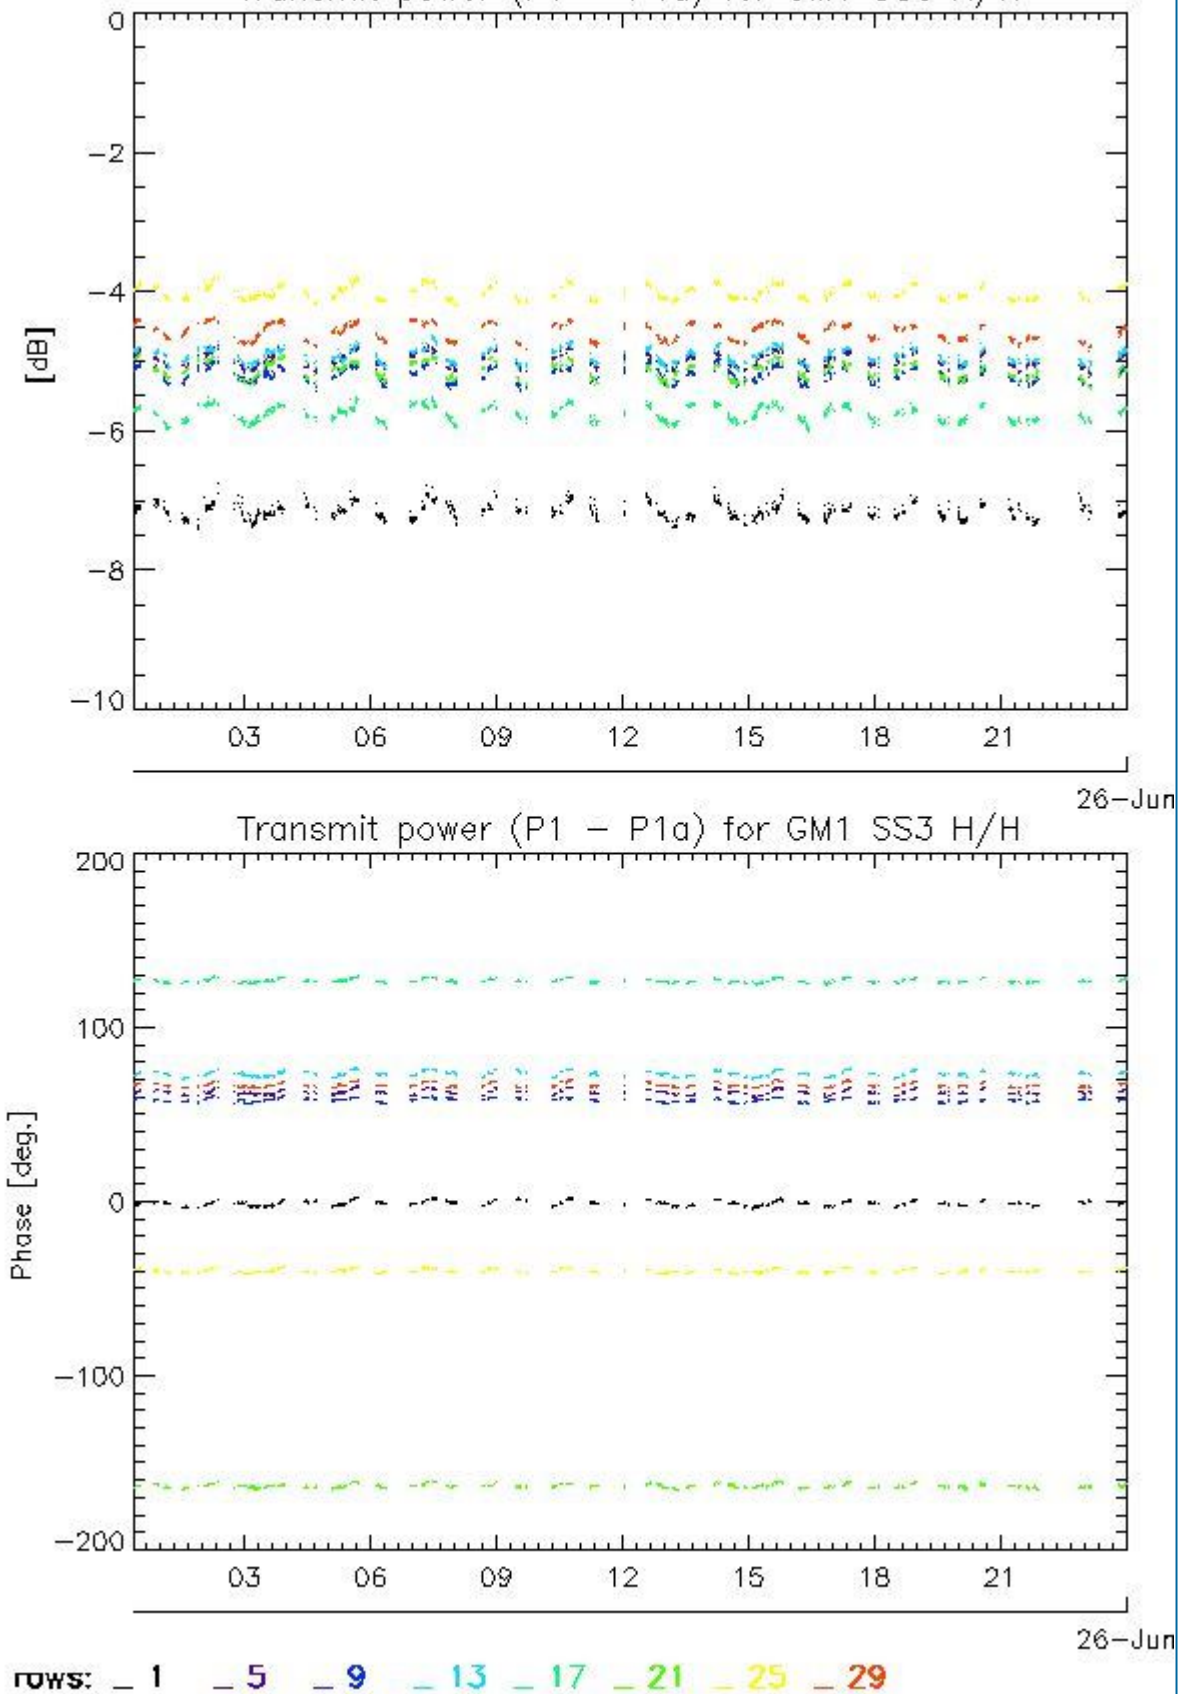 0
−2
−4
[dB]
−6
−8
−10
03 06 09 12 15 18 21
26−Jun
Transmit power (P1 − P1a) for GM1 SS3 H/H
200
100
Phase [deg.]
0
−100
−200
03 06 09 12 15 18 21
26−Jun
rows: _ 1 _ 5 _ 9 _ 13 _ 17 _ 21 _ 25 _ 29